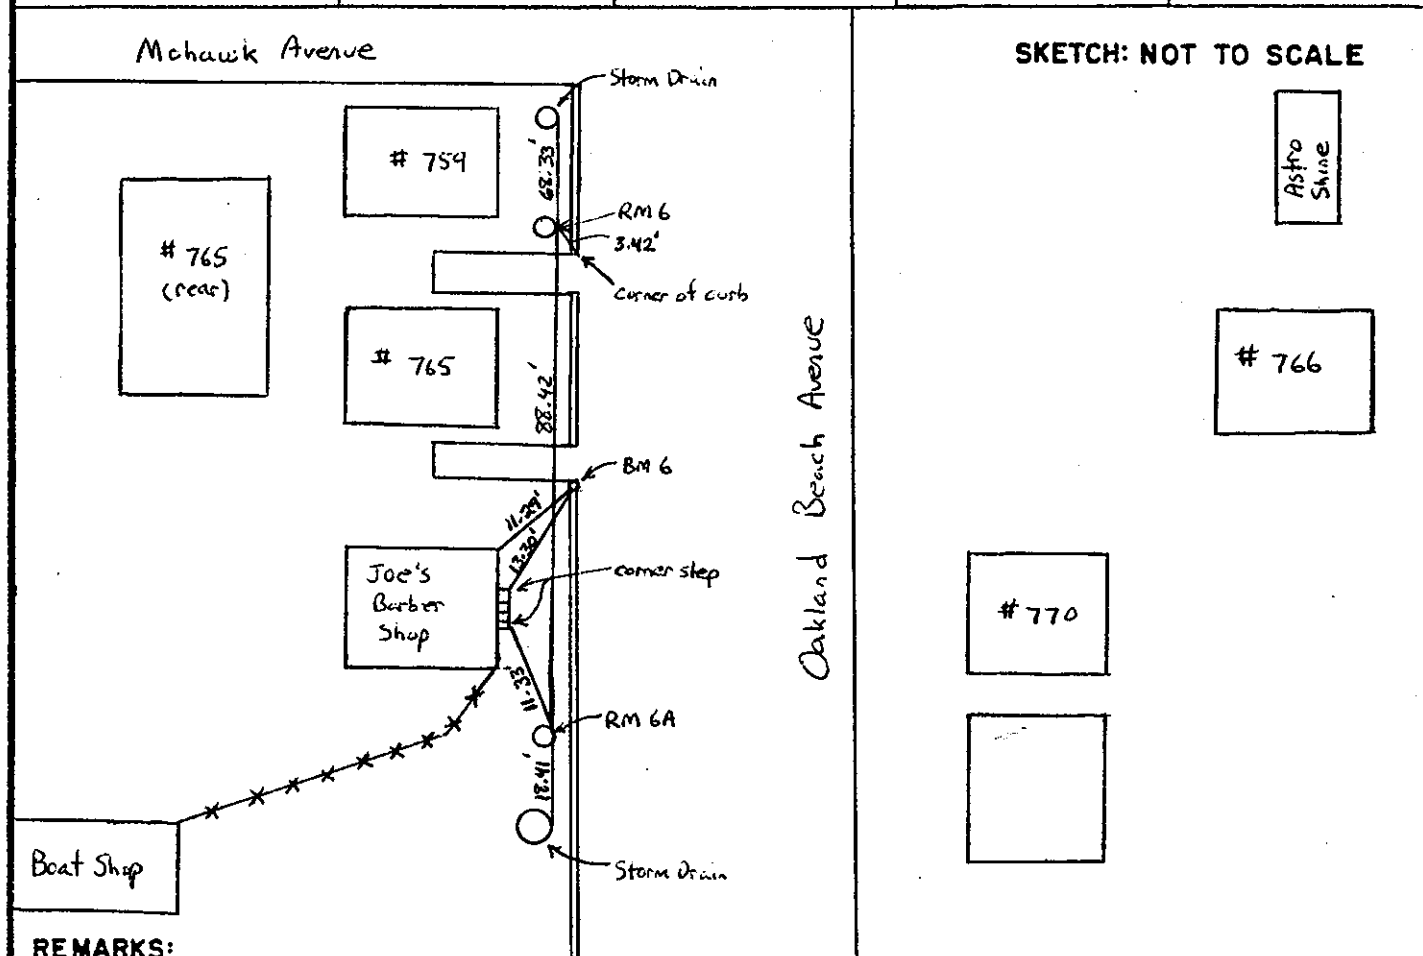 Mohawk Avenue
SKETCH: NOT TO SCALE
Storm Drain
# 759
68.33'
Astro
Shine
RM 6
3.42'
# 765
(rear)
corner of curb
# 765
88.42'
# 766
Oakland Beach Avenue
BM 6
11.29'
13.30'
corner step
Joe's
Barber
Shop
# 770
11.33'
RM 6A
18.41'
Boat Shop
Storm Drain
REMARKS: